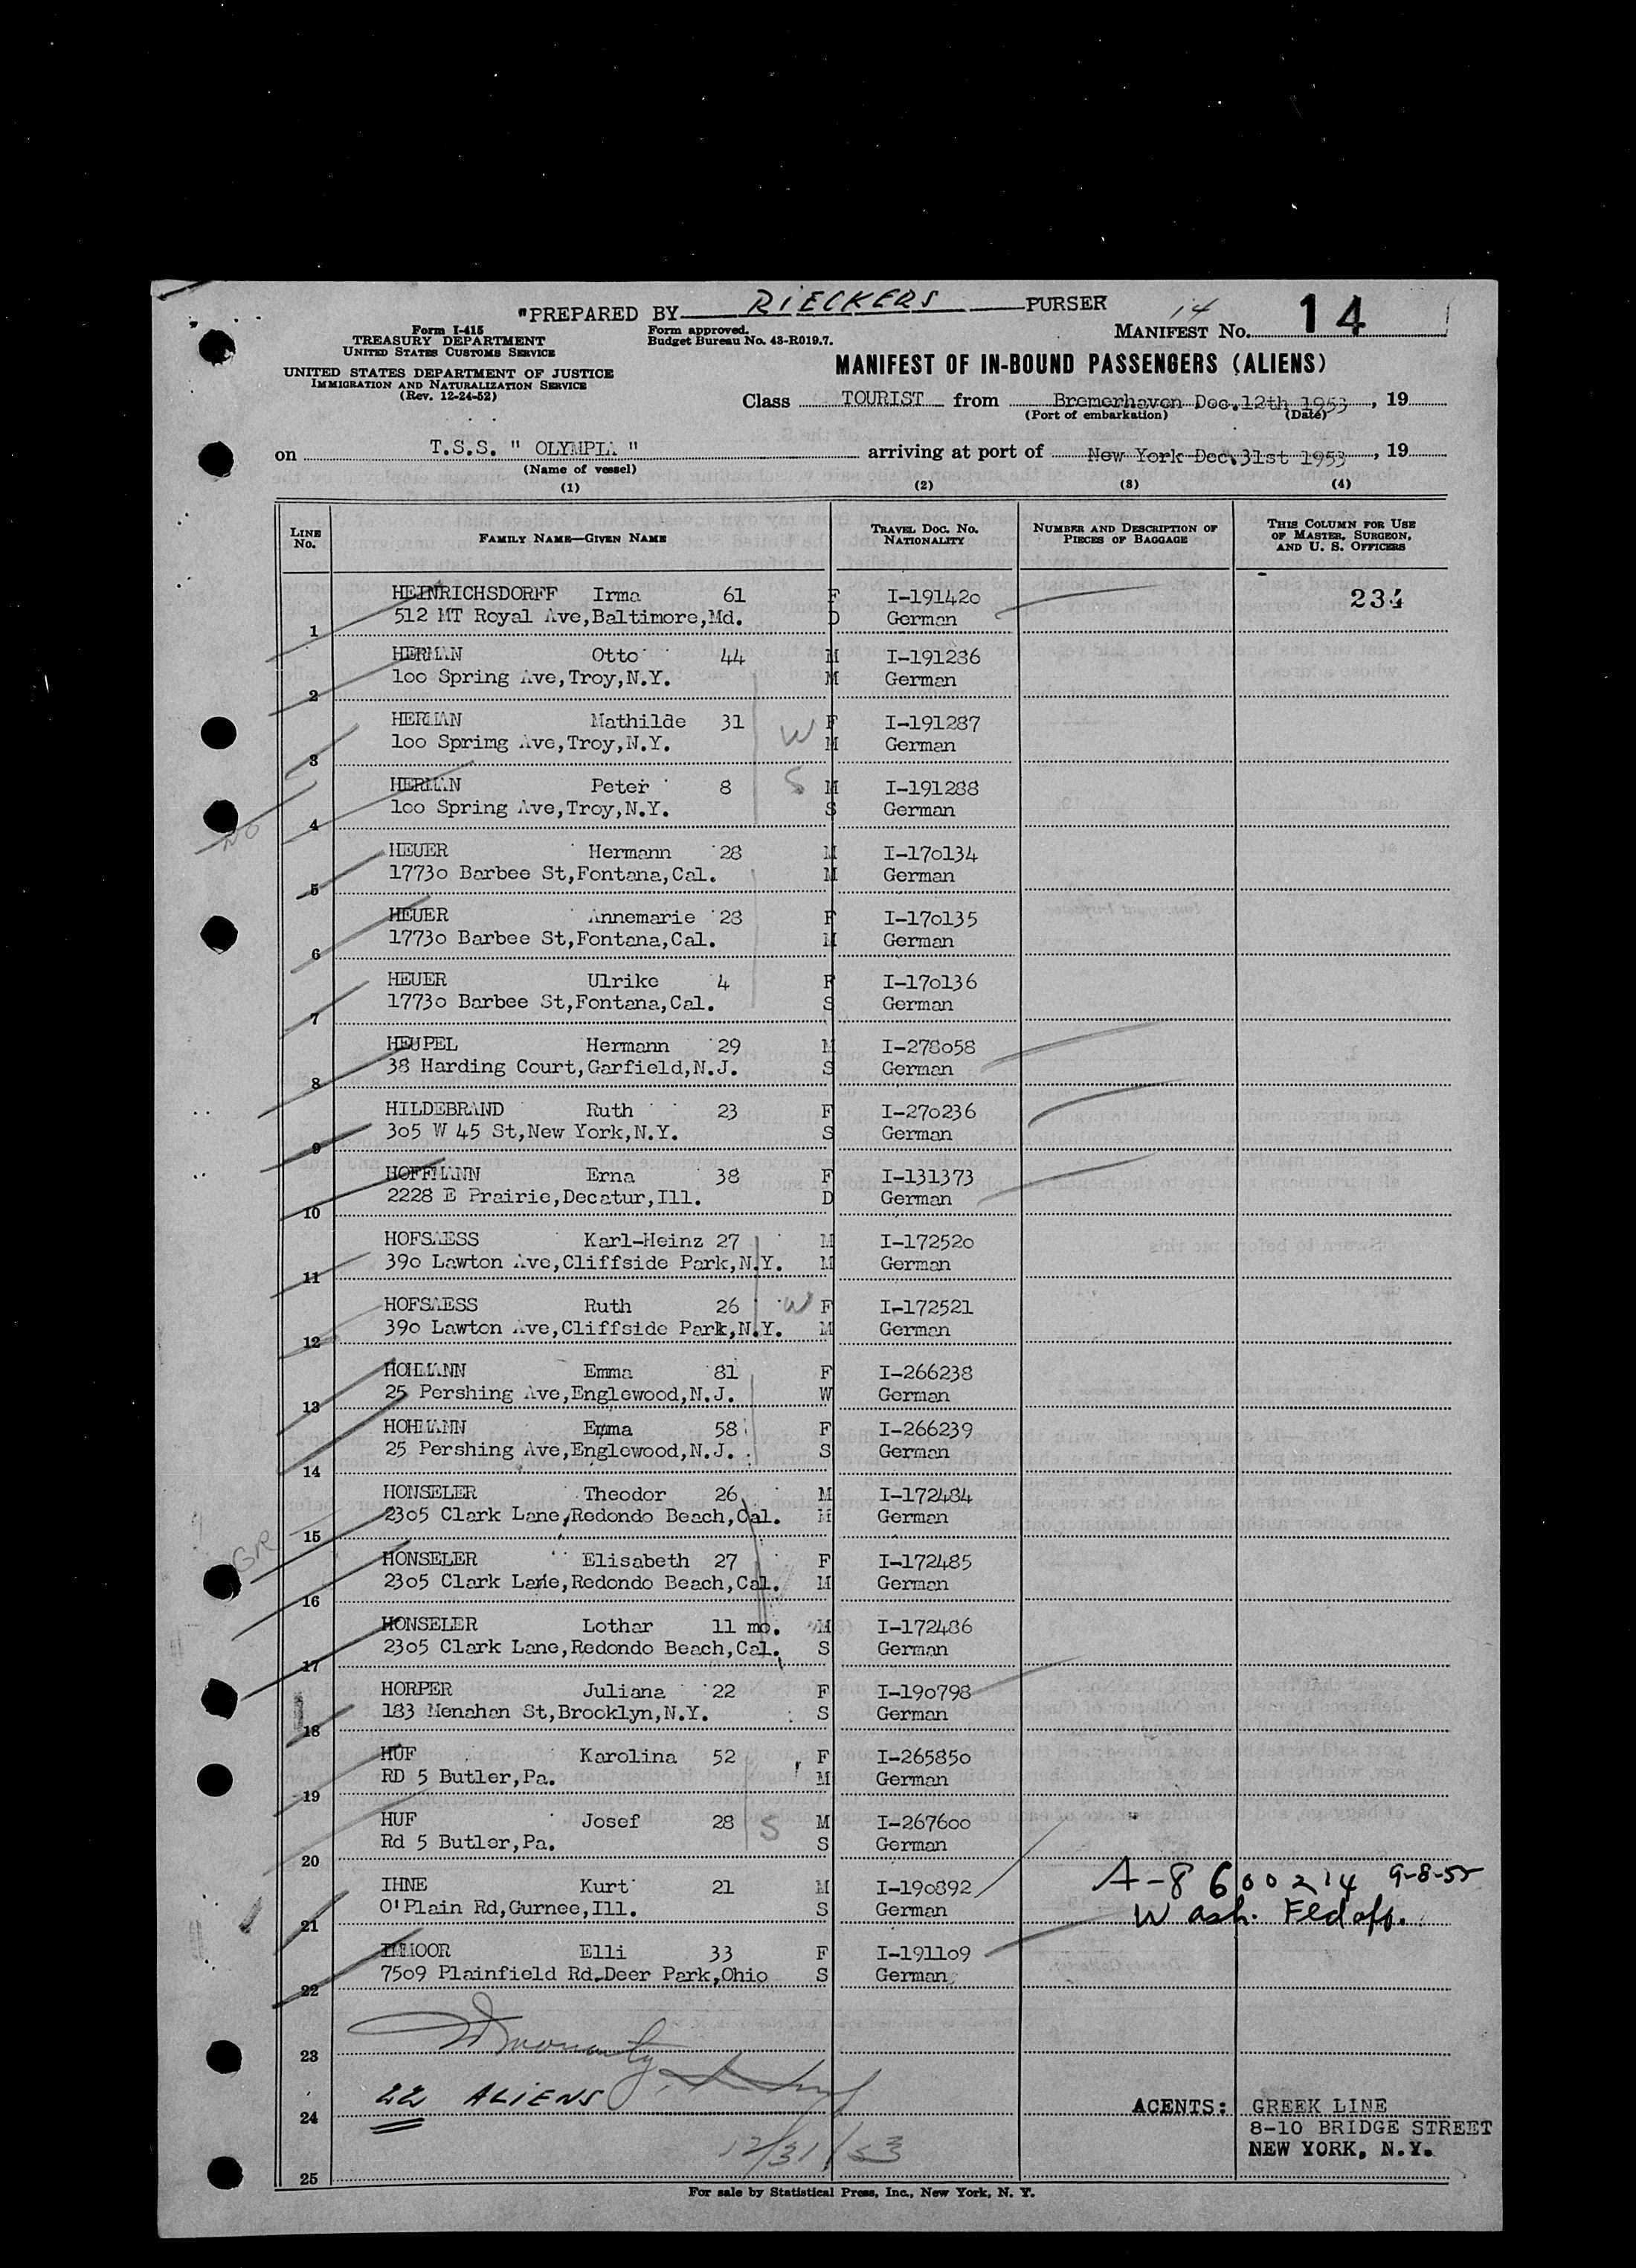 "PREPARED BY RIECKERS PURSER
Form I-415
TREASURY DEPARTMENT
UNITED STATES CUSTOMS SERVICE
UNITED STATES DEPARTMENT OF JUSTICE
IMMIGRATION AND NATURALIZATION SERVICE
(Rev. 12-24-52)
Form approved.
Budget Bureau No. 43-R019.7.
14
MANIFEST No. 14
MANIFEST OF IN-BOUND PASSENGERS (ALIENS)
Class TOURIST from Bremerhaven Dec.12th 1953, 19
(Port of embarkation) (Date)
on T.S.S. " OLYMPIA " arriving at port of New York Dec.31st 1953, 19
(Name of vessel)
(1) (2) (3) (4)
LINE No. FAMILY NAME—GIVEN NAME TRAVEL DOC. NO. NATIONALITY NUMBER AND DESCRIPTION OF PIECES OF BAGGAGE THIS COLUMN FOR USE OF MASTER, SURGEON, AND U. S. OFFICERS
HEINRICHSDORFF Irma 61 F I-191420 234
1 512 MT Royal Ave,Baltimore,Md. D German
HERMAN Otto 44 M I-191286
2 100 Spring Ave,Troy,N.Y. M German
HERMAN Mathilde 31 W F I-191287
3 100 Spring Ave,Troy,N.Y. M German
HERMAN Peter 8 S M I-191288
4 100 Spring Ave,Troy,N.Y. S German
HEUER Hermann 28 M I-170134
5 17730 Barbee St,Fontana,Cal. M German
HEUER Annemarie 28 F I-170135
6 17730 Barbee St,Fontana,Cal. M German
HEUER Ulrike 4 F I-170136
7 17730 Barbee St,Fontana,Cal. S German
HEUPEL Hermann 29 M I-278058
8 38 Harding Court,Garfield,N.J. S German
HILDEBRAND Ruth 23 F I-270236
9 305 W 45 St,New York,N.Y. S German
HOFFMANN Erna 38 F I-131373
10 2228 E Prairie,Decatur,Ill. D German
HOFSAESS Karl-Heinz 27 M I-172520
11 390 Lawton Ave,Cliffside Park,N.Y. M German
HOFSAESS Ruth 26 W F I-172521
12 390 Lawton Ave,Cliffside Park,N.Y. M German
HOHMANN Emma 81 F I-266238
13 25 Pershing Ave,Englewood,N.J. W German
HOHMANN Emma 58 F I-266239
14 25 Pershing Ave,Englewood,N.J. S German
HONSELER Theodor 26 M I-172484
15 2305 Clark Lane,Redondo Beach,Cal. M German
HONSELER Elisabeth 27 F I-172485
16 2305 Clark Lane,Redondo Beach,Cal. M German
HONSELER Lothar 11 mo. M I-172486
17 2305 Clark Lane,Redondo Beach,Cal. S German
HORPER Juliana 22 F I-190798
18 183 Menahan St,Brooklyn,N.Y. S German
HUF Karolina 52 F I-265850
19 RD 5 Butler,Pa. M German
HUF Josef 28 S M I-267600
20 Rd 5 Butler,Pa. S German
IHNE Kurt 21 M I-190892 A-8600214 9-8-55
21 O'Plain Rd,Gurnee,Ill. S German Wash. Fedoff.
IMMOOR Elli 33 F I-191109
22 7509 Plainfield Rd.Deer Park,Ohio S German
23
24 22 ALIENS
12/31/53
25
AGENTS: GREEK LINE
8-10 BRIDGE STREET
NEW YORK, N.Y.
For sale by Statistical Press, Inc., New York, N. Y.